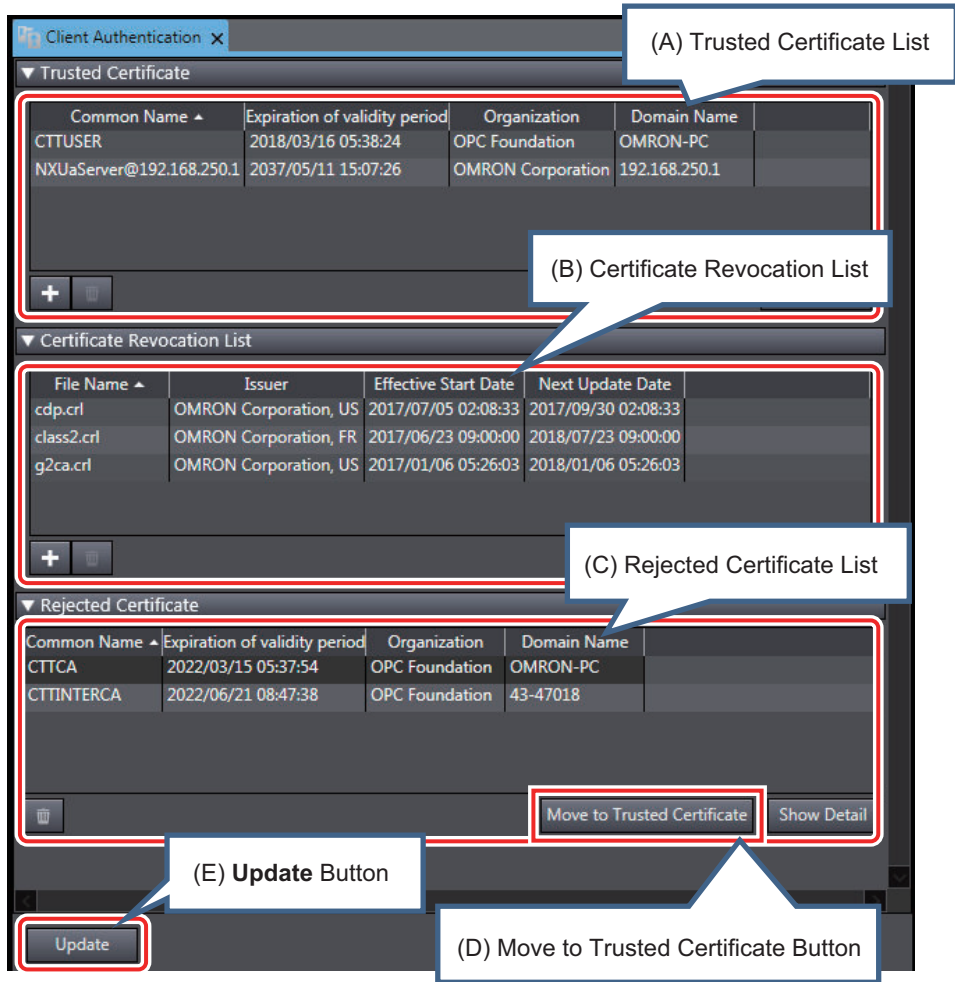 Client Authentication
(A) Trusted Certificate List
Trusted Certificate
Common Name Expiration of validity period Organization Domain Name
CTTUSER 2018/03/16 05:38:24 OPC Foundation OMRON-PC
NXUaServer@192.168.250.1 2037/05/11 15:07:26 OMRON Corporation 192.168.250.1
(B) Certificate Revocation List
Certificate Revocation List
File Name Issuer Effective Start Date Next Update Date
cdp.crl OMRON Corporation, US 2017/07/05 02:08:33 2017/09/30 02:08:33
class2.crl OMRON Corporation, FR 2017/06/23 09:00:00 2018/07/23 09:00:00
g2ca.crl OMRON Corporation, US 2017/01/06 05:26:03 2018/01/06 05:26:03
(C) Rejected Certificate List
Rejected Certificate
Common Name Expiration of validity period Organization Domain Name
CTTCA 2022/03/15 05:37:54 OPC Foundation OMRON-PC
CTTINTERCA 2022/06/21 08:47:38 OPC Foundation 43-47018
Move to Trusted Certificate Show Detail
(E) Update Button
(D) Move to Trusted Certificate Button
Update